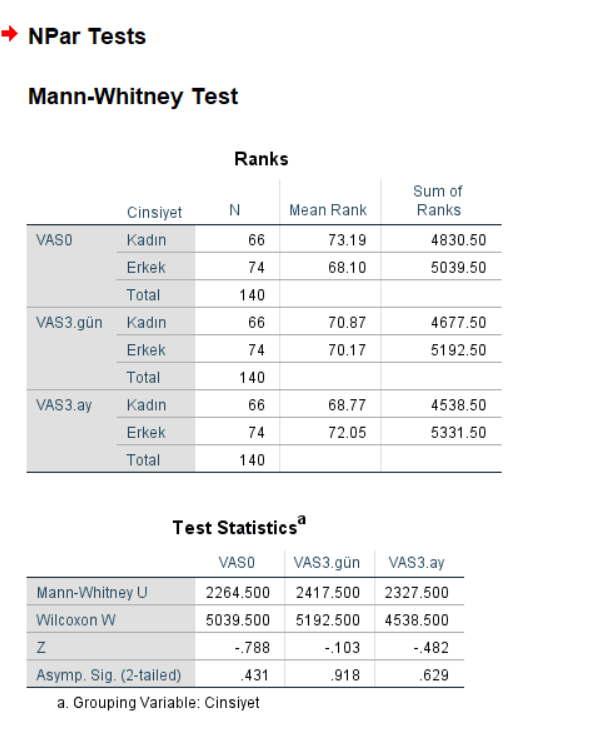 NPar Tests
Mann-Whitney Test
Ranks
Cinsiyet N Mean Rank Sum of Ranks
VAS0 Kadın 66 73.19 4830.50
Erkek 74 68.10 5039.50
Total 140
VAS3.gün Kadın 66 70.87 4677.50
Erkek 74 70.17 5192.50
Total 140
VAS3.ay Kadın 66 68.77 4538.50
Erkek 74 72.05 5331.50
Total 140
Test Statisticsa
VAS0 VAS3.gün VAS3.ay
Mann-Whitney U 2264.500 2417.500 2327.500
Wilcoxon W 5039.500 5192.500 4538.500
Z -.788 -.103 -.482
Asymp. Sig. (2-tailed) .431 .918 .629
a. Grouping Variable: Cinsiyet